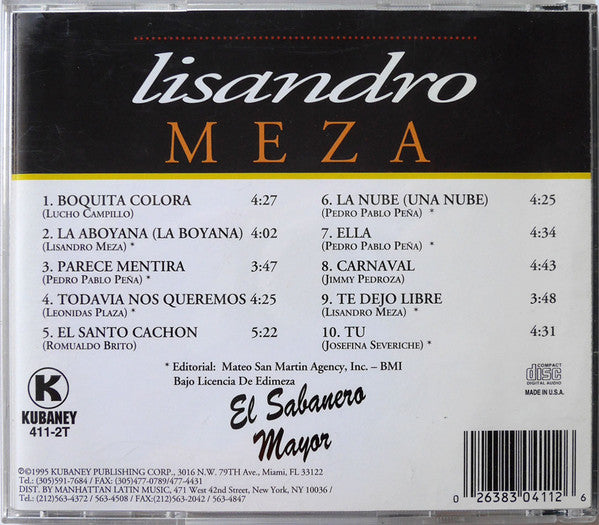 lisandro
MEZA
1. BOQUITA COLORA 4:27
(LUCHO CAMPILLO)
2. LA ABOYANA (LA BOYANA) 4:02
(LISANDRO MEZA) *
3. PARECE MENTIRA 3:47
(PEDRO PABLO PEÑA) *
4. TODAVIA NOS QUEREMOS 4:25
(LEONIDAS PLAZA) *
5. EL SANTO CACHON 5:22
(ROMUALDO BRITO)
6. LA NUBE (UNA NUBE) 4:25
(PEDRO PABLO PEÑA) *
7. ELLA 4:34
(PEDRO PABLO PEÑA) *
8. CARNAVAL 4:43
(JIMMY PEDROZA)
9. TE DEJO LIBRE 3:48
(LISANDRO MEZA) *
10. TU 4:31
(JOSEFINA SEVERICHE) *
* Editorial: Mateo San Martin Agency, Inc. – BMI
Bajo Licencia De Edimeza
K
KUBANEY
411-2T
El Sabanero
Mayor
COMPACT
disc
DIGITAL AUDIO
MADE IN U.S.A.
℗©1995 KUBANEY PUBLISHING CORP., 3016 N.W. 79TH Ave., Miami, FL 33122
Tel.: (305)591-7684 / Fax: (305)477-0789/477-4431
DIST. BY MANHATTAN LATIN MUSIC, 471 West 42nd Street, New York, NY 10036 /
Tel: (212)563-4372 / 563-4508 / FAX: (212)563-2042 / 563-4847
0 26383 04112 6